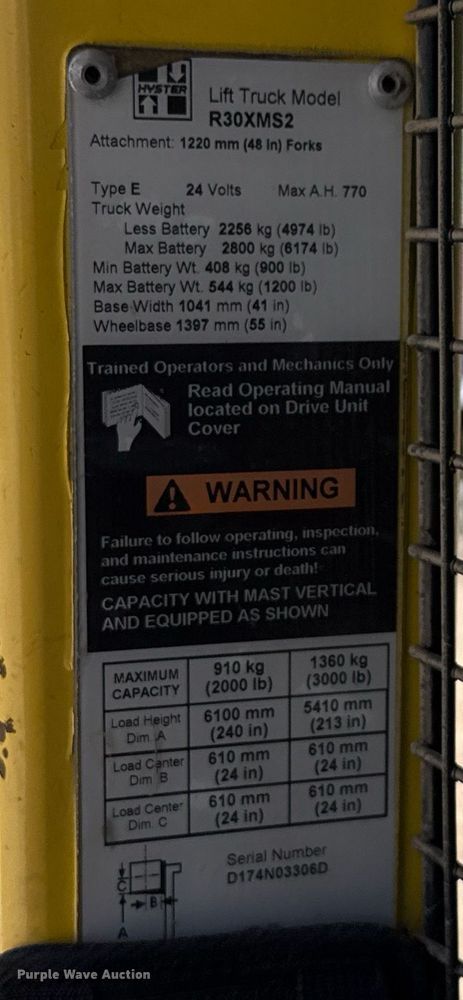 HYSTER
Lift Truck Model
R30XMS2
Attachment: 1220 mm (48 in) Forks
Type E 24 Volts Max A.H. 770
Truck Weight
Less Battery 2256 kg (4974 lb)
Max Battery 2800 kg (6174 lb)
Min Battery Wt. 408 kg (900 lb)
Max Battery Wt. 544 kg (1200 lb)
Base Width 1041 mm (41 in)
Wheelbase 1397 mm (55 in)
Trained Operators and Mechanics Only
Read Operating Manual
located on Drive Unit
Cover
WARNING
Failure to follow operating, inspection,
and maintenance instructions can
cause serious injury or death!
CAPACITY WITH MAST VERTICAL
AND EQUIPPED AS SHOWN
MAXIMUM CAPACITY 910 kg (2000 lb) 1360 kg (3000 lb)
Load Height Dim. A 6100 mm (240 in) 5410 mm (213 in)
Load Center Dim B 610 mm (24 in) 610 mm (24 in)
Load Center Dim. C 610 mm (24 in) 610 mm (24 in)
Serial Number
D174N03306D
C
B
A
Purple Wave Auction